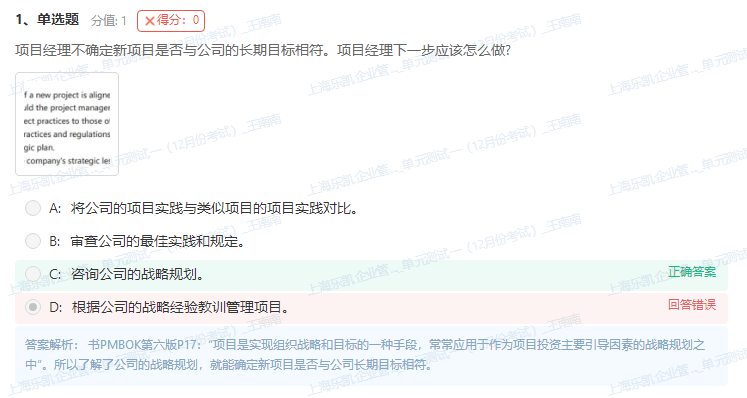 1、单选题 分值: 1 ×得分：0
项目经理不确定新项目是否与公司的长期目标相符。项目经理下一步应该怎么做?
f a new project is aligne
uld the project manager
ect practices to those of
ractices and regulations
gic plan.
company's strategic les
A: 将公司的项目实践与类似项目的项目实践对比。
B: 审查公司的最佳实践和规定。
C: 咨询公司的战略规划。 正确答案
D: 根据公司的战略经验教训管理项目。 回答错误
答案解析： 书PMBOK第六版P17：“项目是实现组织战略和目标的一种手段，常常应用于作为项目投资主要引导因素的战略规划之
中”。所以了解了公司的战略规划，就能确定新项目是否与公司长期目标相符。
上海乐凯企业管..._单元测试一（12月份考试）_王南南